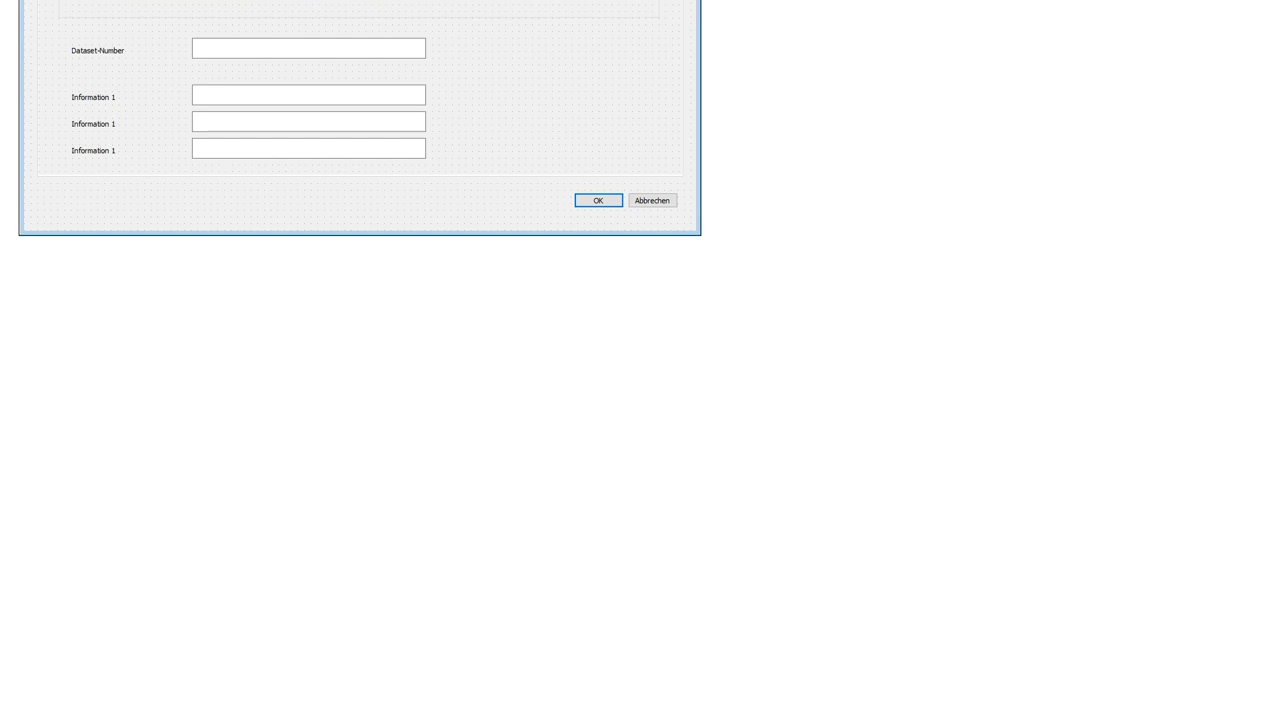 Dataset-Number
Information 1
Information 1
Information 1
OK Abbrechen